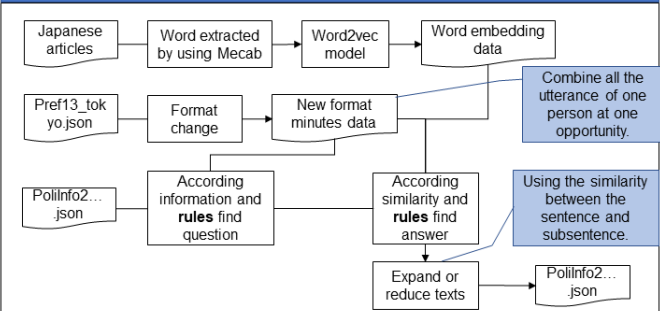 Japanese
articles
Word extracted
by using Mecab
Word2vec
model
Word embedding
data
Pref13_tok
yo.json
Format
change
New format
minutes data
Combine all the
utterance of one
person at one
opportunity.
PoliInfo2...
.json
According
information and
rules find
question
According
similarity and
rules find
answer
Using the similarity
between the
sentence and
subsentence.
Expand or
reduce texts
PoliInfo2...
.json